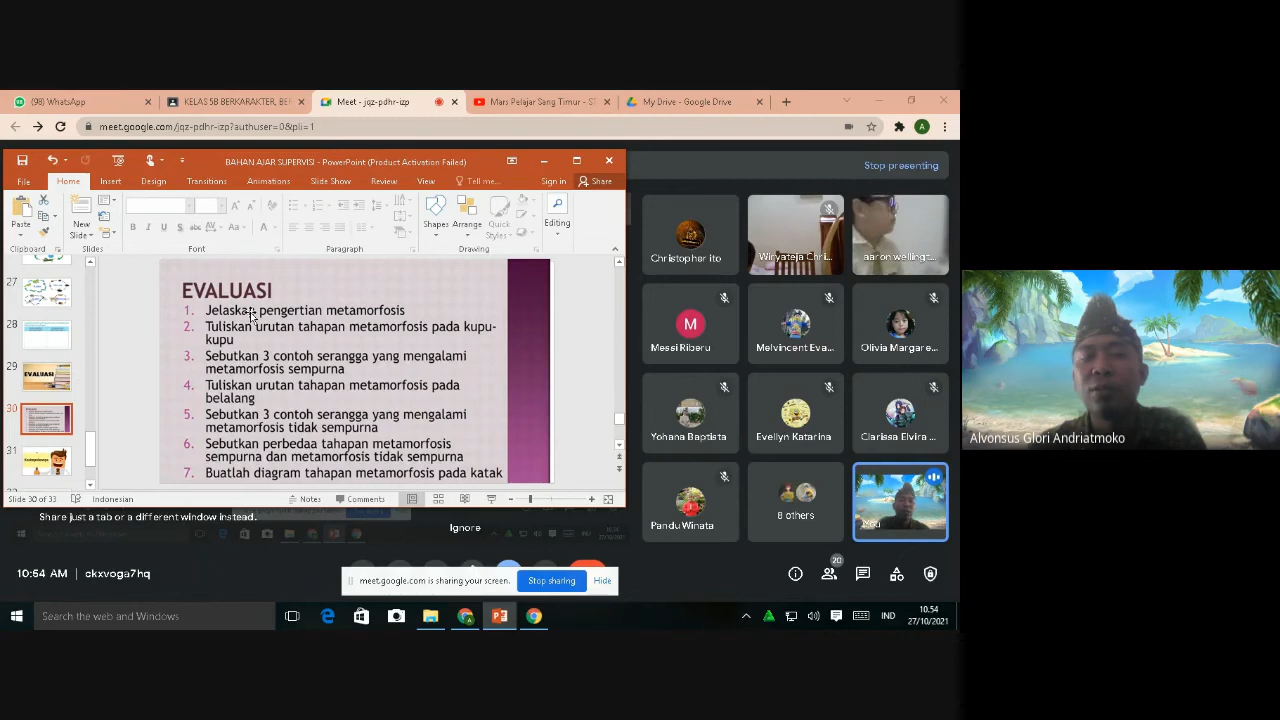 (98) WhatsApp
KELAS 5B BERKARAKTER, BE
Meet - jqz-pdhr-izp
Mars Pelajar Sang Timur - S
My Drive - Google Drive
meet.google.com/jqz-pdhr-izp?authuser=0&pli=1
A
BAHAN AJAR SUPERVISI - PowerPoint (Product Activation Failed)
File
Home
Insert
Design
Transitions
Animations
Slide Show
Review
View
Tell me...
Sign in
Share
Paste
New
Slide
Shapes
Arrange
Quick
Styles
Editing
Clipboard
Slides
Font
Paragraph
Drawing
27
28
29
EVALUASI
30
31
EVALUASI
1. Jelaskan pengertian metamorfosis
2. Tuliskan urutan tahapan metamorfosis pada kupu-
kupu
3. Sebutkan 3 contoh serangga yang mengalami
metamorfosis sempurna
4. Tuliskan urutan tahapan metamorfosis pada
belalang
5. Sebutkan 3 contoh serangga yang mengalami
metamorfosis tidak sempurna
6. Sebutkan perbedaa tahapan metamorfosis
sempurna dan metamorfosis tidak sempurna
7. Buatlah diagram tahapan metamorfosis pada katak
Slide 30 of 33
Indonesian
Notes
Comments
Share just a tab or a different window instead.
Ignore
Stop presenting
Christopher ito
Wiryateja Chri...
aaron wellingt...
M
Messi Riberu
Melvincent Eva...
Olivia Margare...
Yohana Baptista
Evellyn Katarina
Clarissa Elvira ...
Pandu Winata
8 others
You
Alvonsus Glori Andriatmoko
10:54 AM
ckxvoga7hq
meet.google.com is sharing your screen.
Stop sharing
Hide
20
Search the web and Windows
IND
10.54
27/10/2021